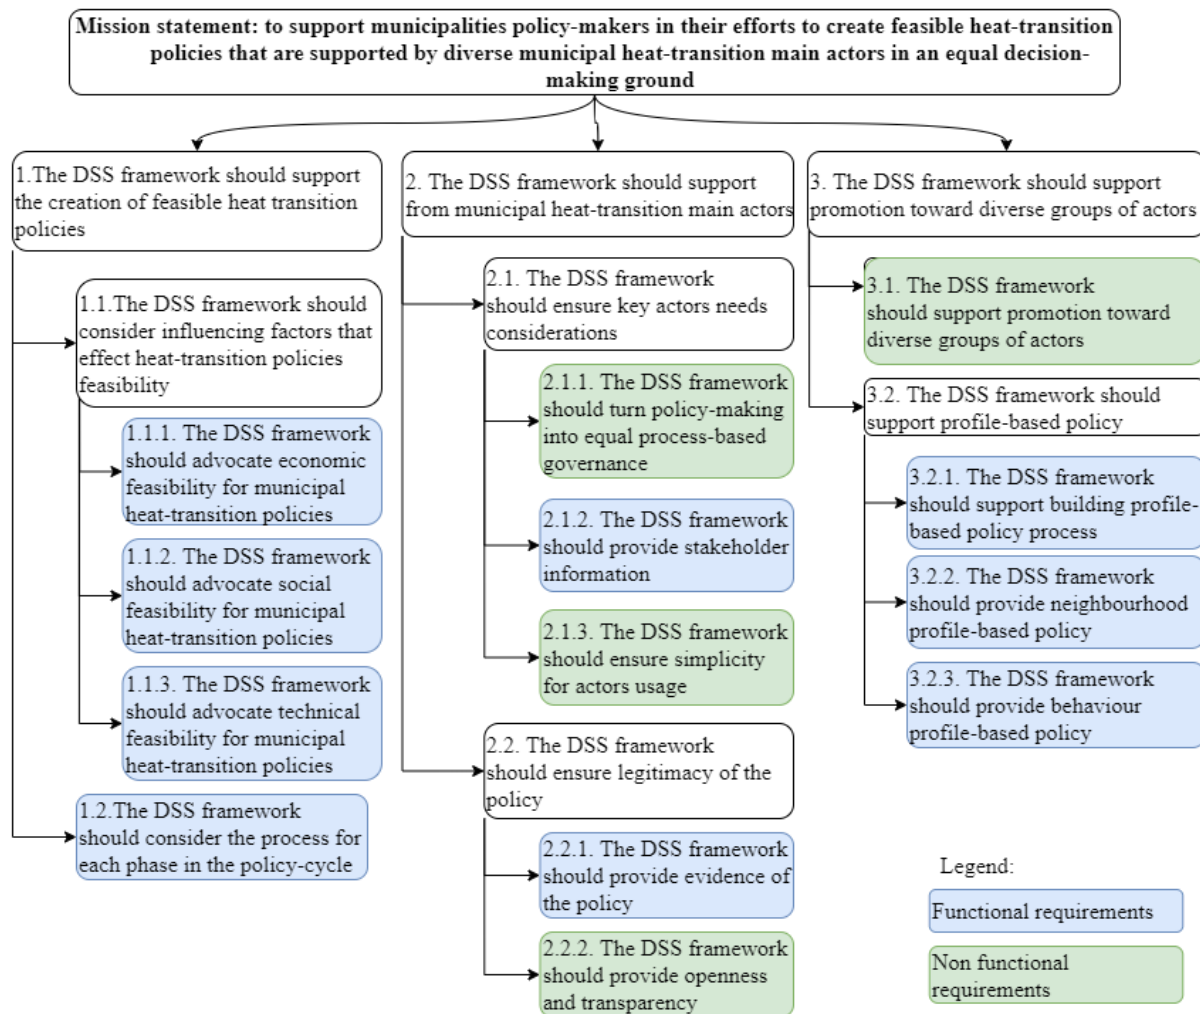 Mission statement: to support municipalities policy-makers in their efforts to create feasible heat-transition
policies that are supported by diverse municipal heat-transition main actors in an equal decision-
making ground
1.The DSS framework should support
the creation of feasible heat transition
policies
1.1.The DSS framework should
consider influencing factors that
effect heat-transition policies
feasibility
1.1.1. The DSS framework
should advocate economic
feasibility for municipal
heat-transition policies
1.1.2. The DSS framework
should advocate social
feasibility for municipal
heat-transition policies
1.1.3. The DSS framework
should advocate technical
feasibility for municipal
heat-transition policies
1.2.The DSS framework
should consider the process for
each phase in the policy-cycle
2. The DSS framework should support
from municipal heat-transition main actors
2.1. The DSS framework
should ensure key actors needs
considerations
2.1.1. The DSS framework
should turn policy-making
into equal process-based
governance
2.1.2. The DSS framework
should provide stakeholder
information
2.1.3. The DSS framework
should ensure simplicity
for actors usage
2.2. The DSS framework
should ensure legitimacy of the
policy
2.2.1. The DSS framework
should provide evidence of
the policy
2.2.2. The DSS framework
should provide openness
and transparency
3. The DSS framework should support
promotion toward diverse groups of actors
3.1. The DSS framework
should support promotion toward
diverse groups of actors
3.2. The DSS framework should
support profile-based policy
3.2.1. The DSS framework
should support building profile-
based policy process
3.2.2. The DSS framework
should provide neighbourhood
profile-based policy
3.2.3. The DSS framework
should provide behaviour
profile-based policy
Legend:
Functional requirements
Non functional
requirements